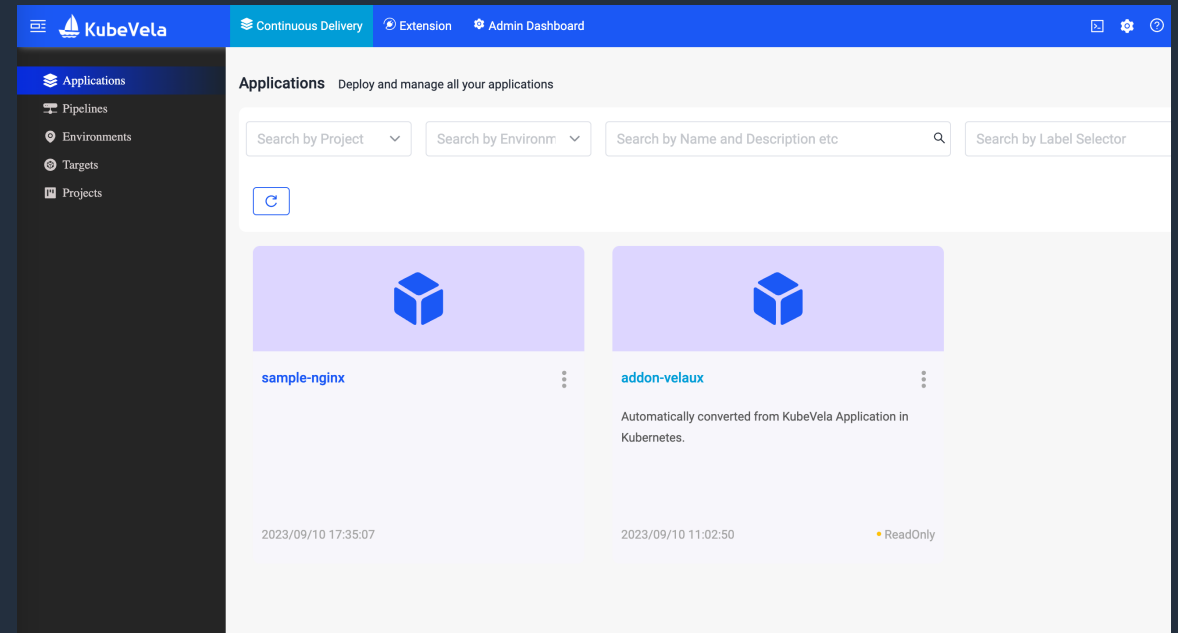 KubeVela
Continuous Delivery
Extension
Admin Dashboard
Applications
Pipelines
Environments
Targets
Projects
Applications Deploy and manage all your applications
Search by Project
Search by Environm
Search by Name and Description etc
Search by Label Selector
sample-nginx
2023/09/10 17:35:07
addon-velaux
Automatically converted from KubeVela Application in
Kubernetes.
2023/09/10 11:02:50
ReadOnly